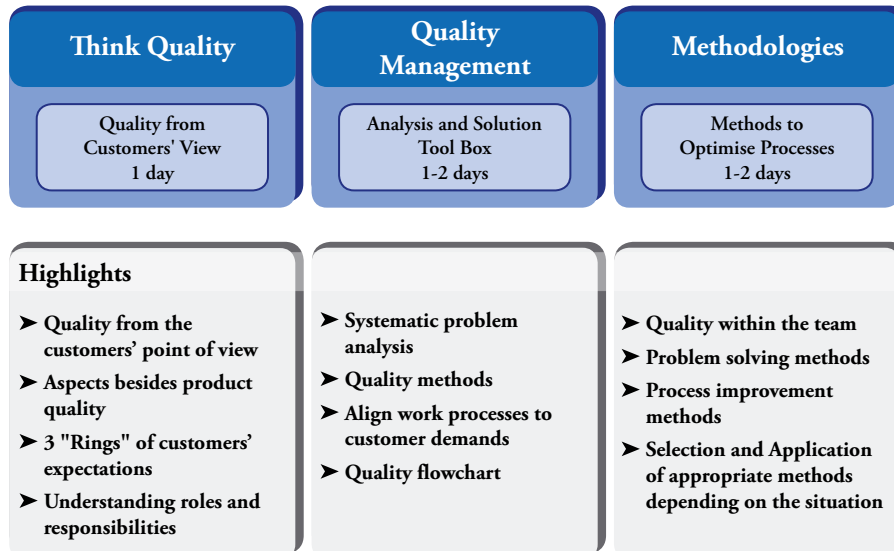 Think Quality
Quality from
Customers' View
1 day
Quality
Management
Analysis and Solution
Tool Box
1-2 days
Methodologies
Methods to
Optimise Processes
1-2 days
Highlights
➤ Quality from the
customers’ point of view
➤ Aspects besides product
quality
➤ 3 "Rings" of customers’
expectations
➤ Understanding roles and
responsibilities
➤ Systematic problem
analysis
➤ Quality methods
➤ Align work processes to
customer demands
➤ Quality flowchart
➤ Quality within the team
➤ Problem solving methods
➤ Process improvement
methods
➤ Selection and Application
of appropriate methods
depending on the situation